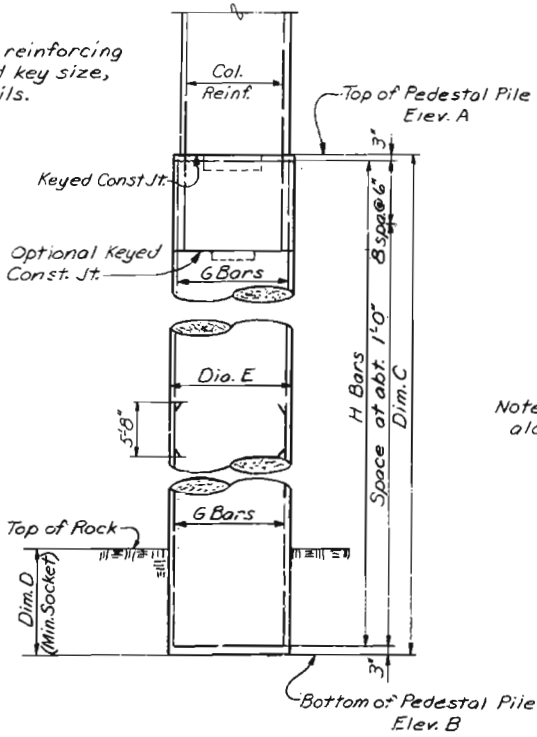 reinforcing
d key size,
ils.
Col.
Reinf.
Top of Pedestal Pile
Elev. A
3"
Keyed Const Jt.
8 spa.@6"
Optional Keyed
Const. Jt.
G Bars
H Bars
Space at abt. 1'-0"
Dim. C
Dia. E
5'-8"
Note
alo
G Bars
Top of Rock
Dim. D
(Min. Socket)
3"
Bottom of Pedestal Pile
Elev. B